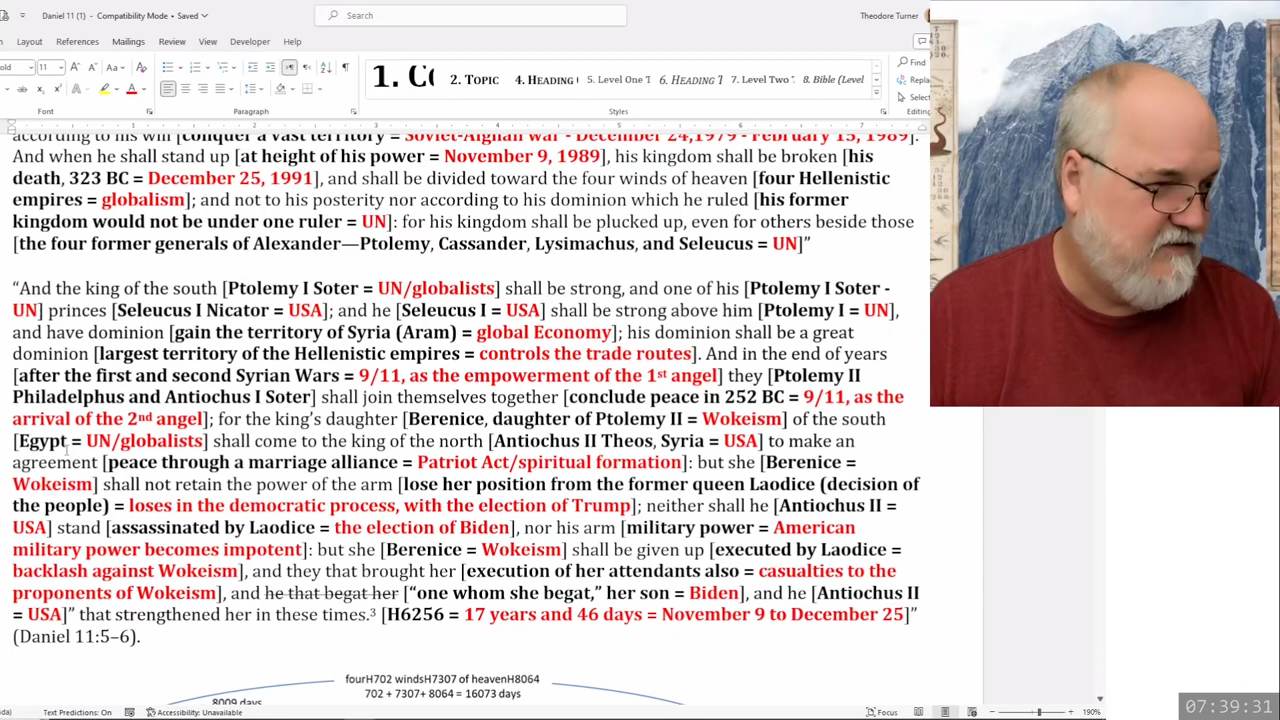 Daniel 11 (1) - Compatibility Mode • Saved
Search
Theodore Turner
Layout References Mailings Review View Developer Help
11
Aa
1. Co
2. TOPIC
4. HEADING
5. Level One T
6. HEADING T
7. Level Two
8. Bible (Level
Find
Replac
Select
Font
Paragraph
Styles
Editing
according to his will [conquer a vast territory = Soviet-Afghan War - December 24,1979 - February 15, 1989].
And when he shall stand up [at height of his power = November 9, 1989], his kingdom shall be broken [his
death, 323 BC = December 25, 1991], and shall be divided toward the four winds of heaven [four Hellenistic
empires = globalism]; and not to his posterity nor according to his dominion which he ruled [his former
kingdom would not be under one ruler = UN]: for his kingdom shall be plucked up, even for others beside those
[the four former generals of Alexander—Ptolemy, Cassander, Lysimachus, and Seleucus = UN]”
“And the king of the south [Ptolemy I Soter = UN/globalists] shall be strong, and one of his [Ptolemy I Soter -
UN] princes [Seleucus I Nicator = USA]; and he [Seleucus I = USA] shall be strong above him [Ptolemy I = UN],
and have dominion [gain the territory of Syria (Aram) = global Economy]; his dominion shall be a great
dominion [largest territory of the Hellenistic empires = controls the trade routes]. And in the end of years
[after the first and second Syrian Wars = 9/11, as the empowerment of the 1st angel] they [Ptolemy II
Philadelphus and Antiochus I Soter] shall join themselves together [conclude peace in 252 BC = 9/11, as the
arrival of the 2nd angel]; for the king’s daughter [Berenice, daughter of Ptolemy II = Wokeism] of the south
[Egypt = UN/globalists] shall come to the king of the north [Antiochus II Theos, Syria = USA] to make an
agreement [peace through a marriage alliance = Patriot Act/spiritual formation]: but she [Berenice =
Wokeism] shall not retain the power of the arm [lose her position from the former queen Laodice (decision of
the people) = loses in the democratic process, with the election of Trump]; neither shall he [Antiochus II =
USA] stand [assassinated by Laodice = the election of Biden], nor his arm [military power = American
military power becomes impotent]: but she [Berenice = Wokeism] shall be given up [executed by Laodice =
backlash against Wokeism], and they that brought her [execution of her attendants also = casualties to the
proponents of Wokeism], and he that begat her [“one whom she begat,” her son = Biden], and he [Antiochus II
= USA]” that strengthened her in these times.³ [H6256 = 17 years and 46 days = November 9 to December 25]”
(Daniel 11:5–6).
fourH702 windsH7307 of heavenH8064
702 + 7307+ 8064 = 16073 days
8009 days
Text Predictions: On
Accessibility: Unavailable
Focus
190%
07:39:31